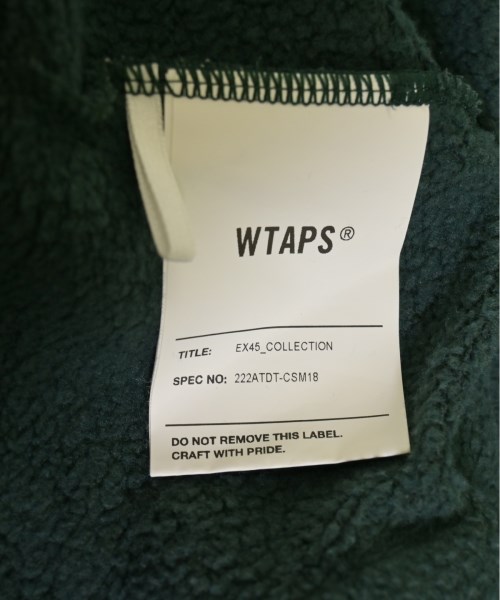 WTAPS®
TITLE: EX45_COLLECTION
SPEC NO: 222ATDT-CSM18
DO NOT REMOVE THIS LABEL.
CRAFT WITH PRIDE.